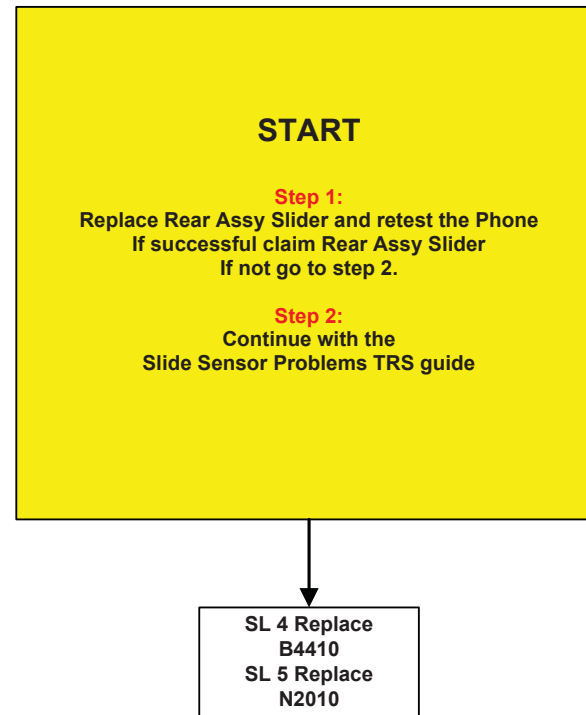 START
Step 1:
Replace Rear Assy Slider and retest the Phone
If successful claim Rear Assy Slider
If not go to step 2.
Step 2:
Continue with the
Slide Sensor Problems TRS guide
SL 4 Replace
B4410
SL 5 Replace
N2010